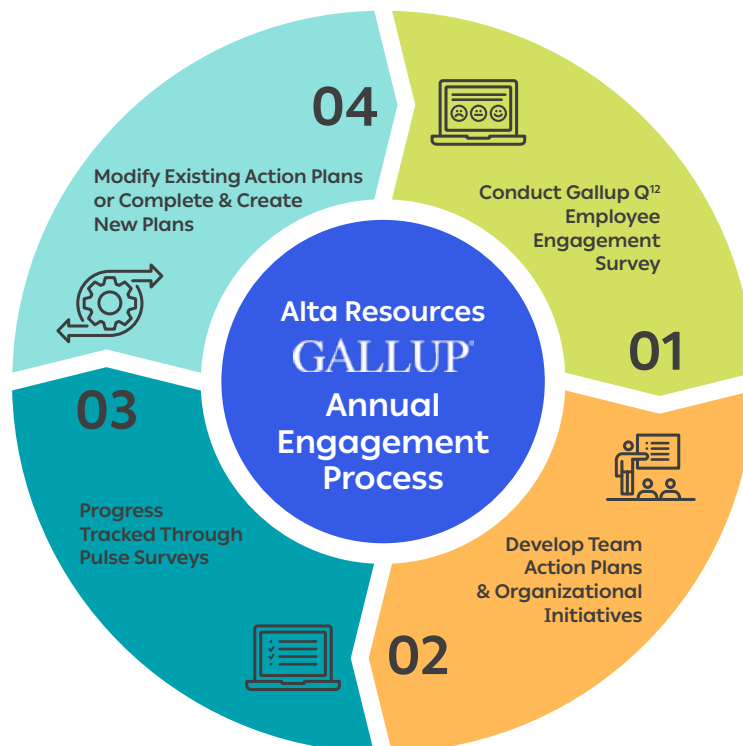 Alta Resources
GALLUP®
Annual
Engagement
Process
01
Conduct Gallup Q¹²
Employee
Engagement
Survey
02
Develop Team
Action Plans
& Organizational
Initiatives
03
Progress
Tracked Through
Pulse Surveys
04
Modify Existing Action Plans
or Complete & Create
New Plans